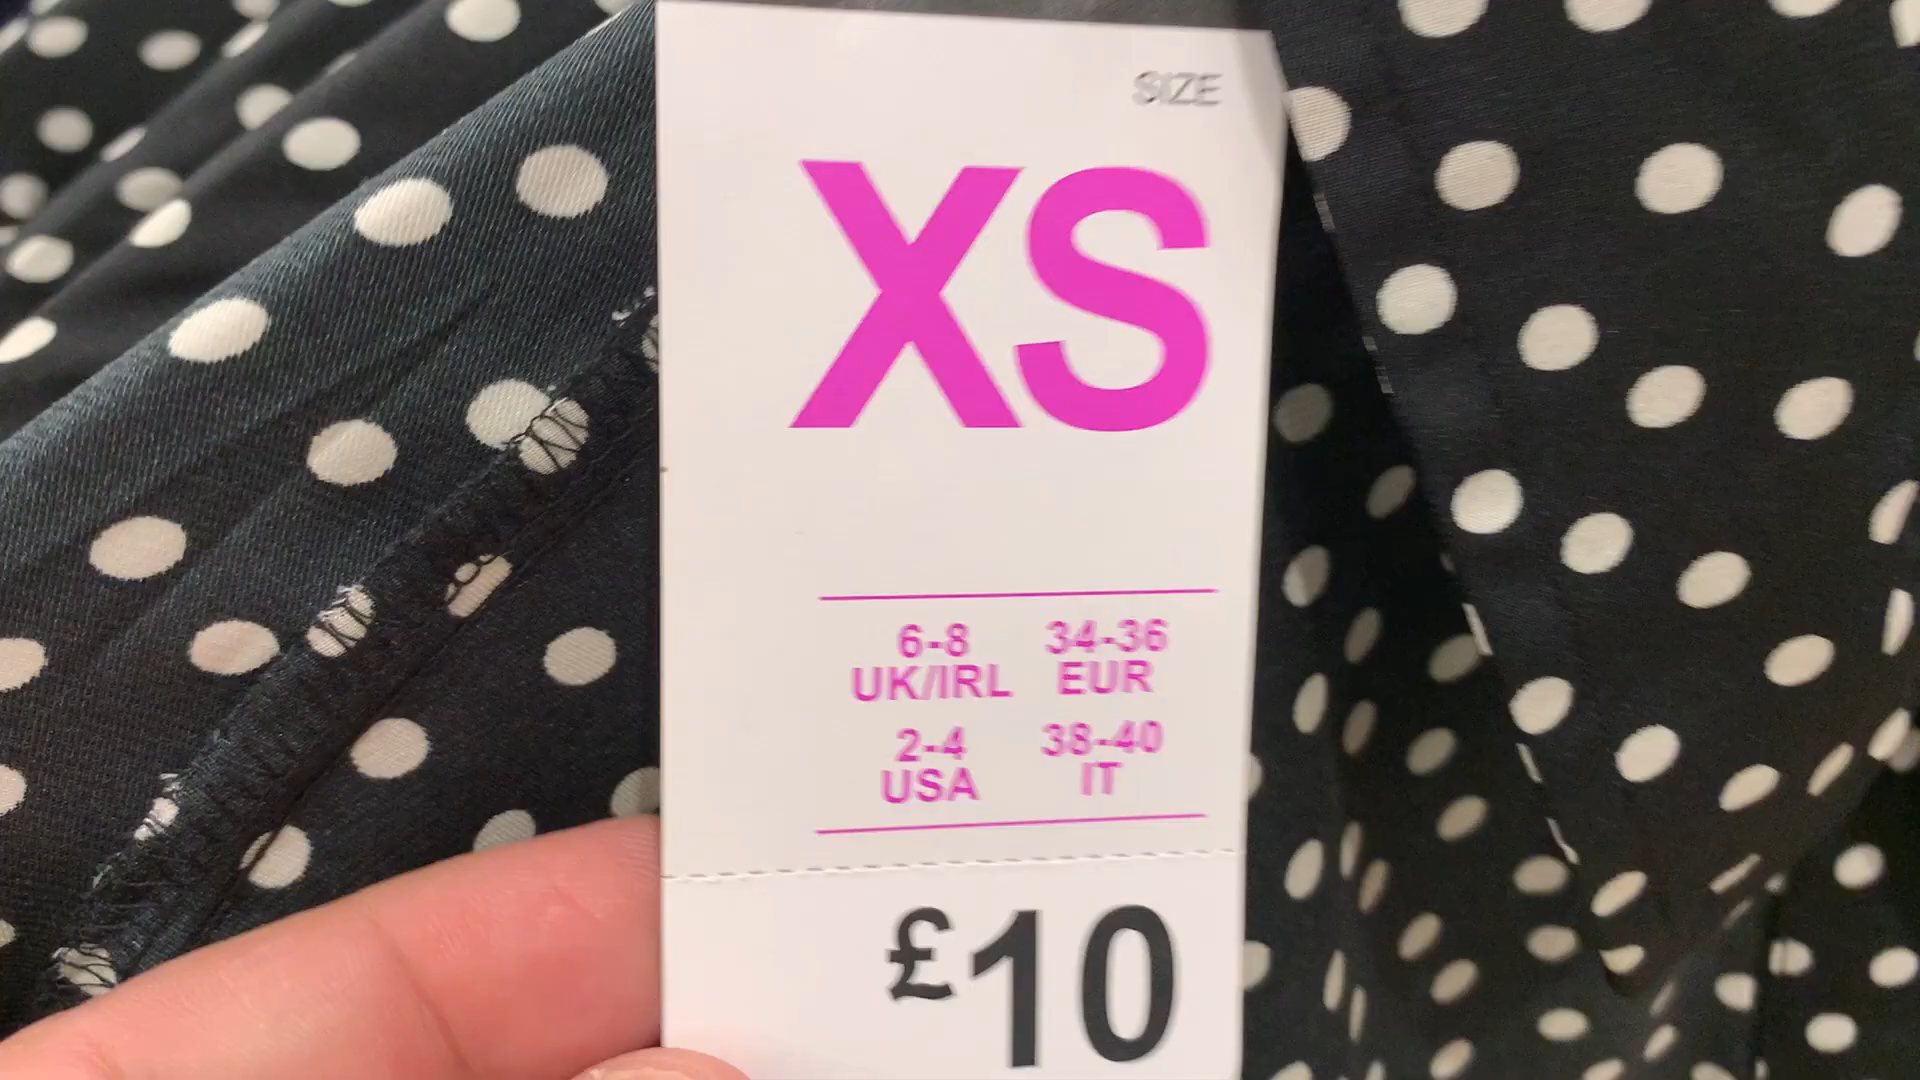 SIZE
XS
6-8 34-36
UK/IRL EUR
2-4 38-40
USA IT
£10